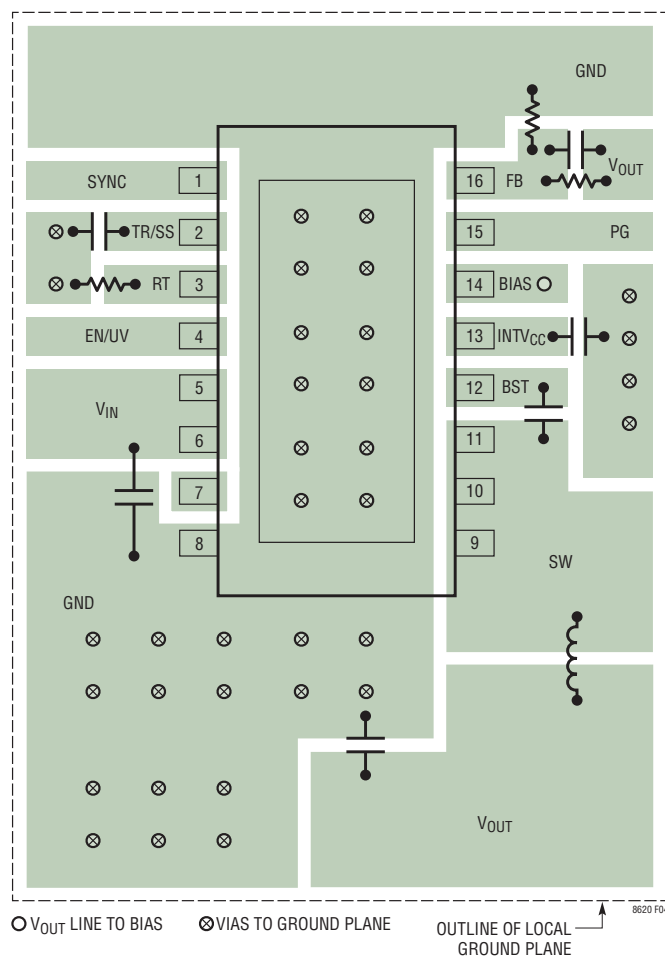 GND
V_OUT
SYNC 1 16 FB
TR/SS 2 15 PG
RT 3 14 BIAS
EN/UV 4 13 INTV_CC
V_IN 5 12 BST
6 11
7 10
8 9
SW
GND
V_OUT
V_OUT LINE TO BIAS
VIAS TO GROUND PLANE
OUTLINE OF LOCAL
GROUND PLANE